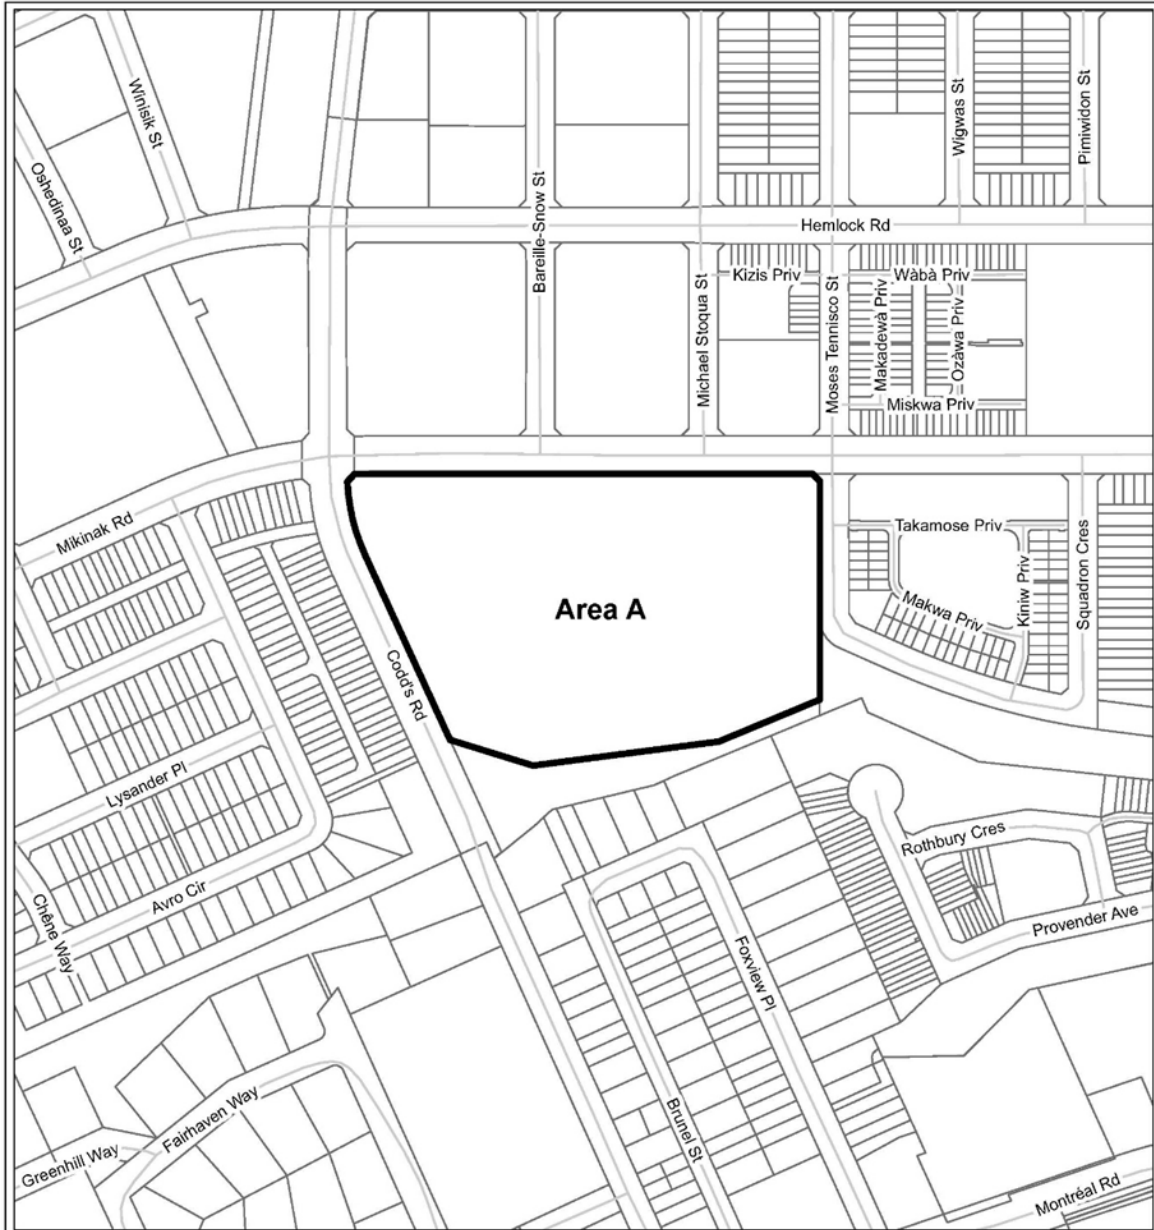 Winisik St
Oshedinaa St
Bareille-Snow St
Wigwas St
Pimiwidon St
Hemlock Rd
Kizis Priv
Wàbà Priv
Michael Stoqua St
Moses Tennisco St
Makadewà Priv
Ozàwa Priv
Miskwa Priv
Mikinak Rd
Takamose Priv
Area A
Makwa Priv
Kiniw Priv
Squadron Cres
Codd's Rd
Lysander Pl
Rothbury Cres
Avro Cir
Chêne Way
Provender Ave
Foxview Pl
Fairhaven Way
Brunel St
Greenhill Way
Montréal Rd